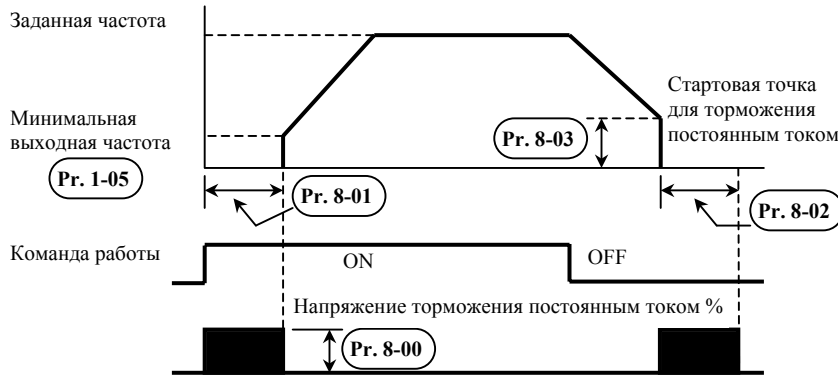 Заданная частота
Минимальная
выходная частота
Pr. 1-05
Стартовая точка
для торможения
постоянным током
Pr. 8-03
Pr. 8-01
Pr. 8-02
Команда работы
ON
OFF
Напряжение торможения постоянным током %
Pr. 8-00